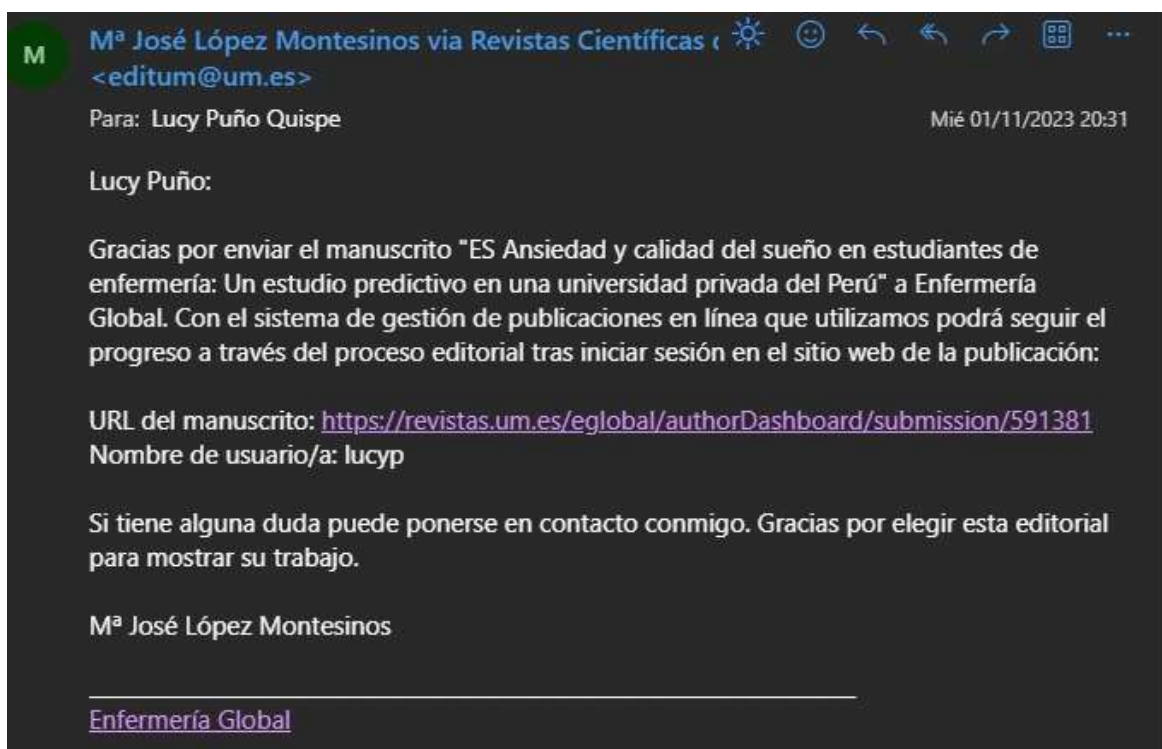 M
Mª José López Montesinos via Revistas Científicas
<editum@um.es>
Para: Lucy Puño Quispe
Mié 01/11/2023 20:31
Lucy Puño:
Gracias por enviar el manuscrito "ES Ansiedad y calidad del sueño en estudiantes de
enfermería: Un estudio predictivo en una universidad privada del Perú" a Enfermería
Global. Con el sistema de gestión de publicaciones en línea que utilizamos podrá seguir el
progreso a través del proceso editorial tras iniciar sesión en el sitio web de la publicación:
URL del manuscrito: https://revistas.um.es/eglobal/authorDashboard/submission/591381
Nombre de usuario/a: lucyp
Si tiene alguna duda puede ponerse en contacto conmigo. Gracias por elegir esta editorial
para mostrar su trabajo.
Mª José López Montesinos
Enfermería Global